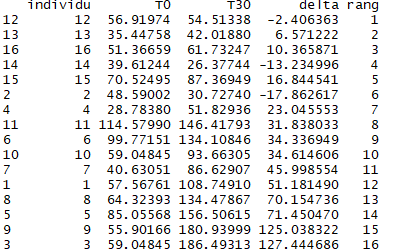 individu T0 T30 delta rang
12 12 56.91974 54.51338 -2.406363 1
13 13 35.44758 42.01880 6.571222 2
16 16 51.36659 61.73247 10.365871 3
14 14 39.61244 26.37744 -13.234996 4
15 15 70.52495 87.36949 16.844541 5
2 2 48.59002 30.72740 -17.862617 6
4 4 28.78380 51.82936 23.045553 7
11 11 114.57990 146.41793 31.838033 8
6 6 99.77151 134.10846 34.336949 9
10 10 59.04845 93.66305 34.614606 10
7 7 40.63051 86.62907 45.998554 11
1 1 57.56761 108.74910 51.181490 12
8 8 64.32393 134.47867 70.154736 13
5 5 85.05568 156.50615 71.450470 14
9 9 55.90166 180.93999 125.038322 15
3 3 59.04845 186.49313 127.444686 16